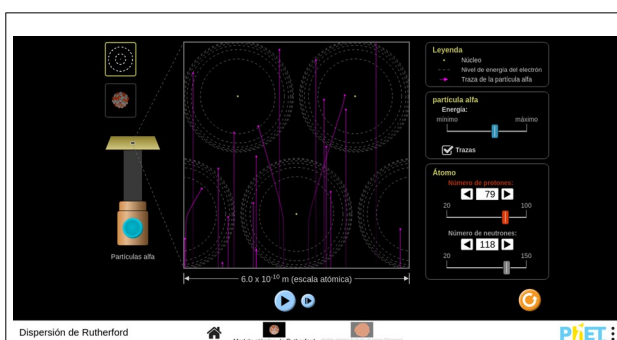 Leyenda
Núcleo
Nivel de energía del electrón
Traza de la partícula alfa
partícula alfa
Energía:
mínimo máximo
Trazas
Átomo
Número de protones:
79
20 100
Número de neutrones:
118
20 150
Partículas alfa
6.0 x 10⁻¹⁰ m (escala atómica)
Dispersión de Rutherford
PhET